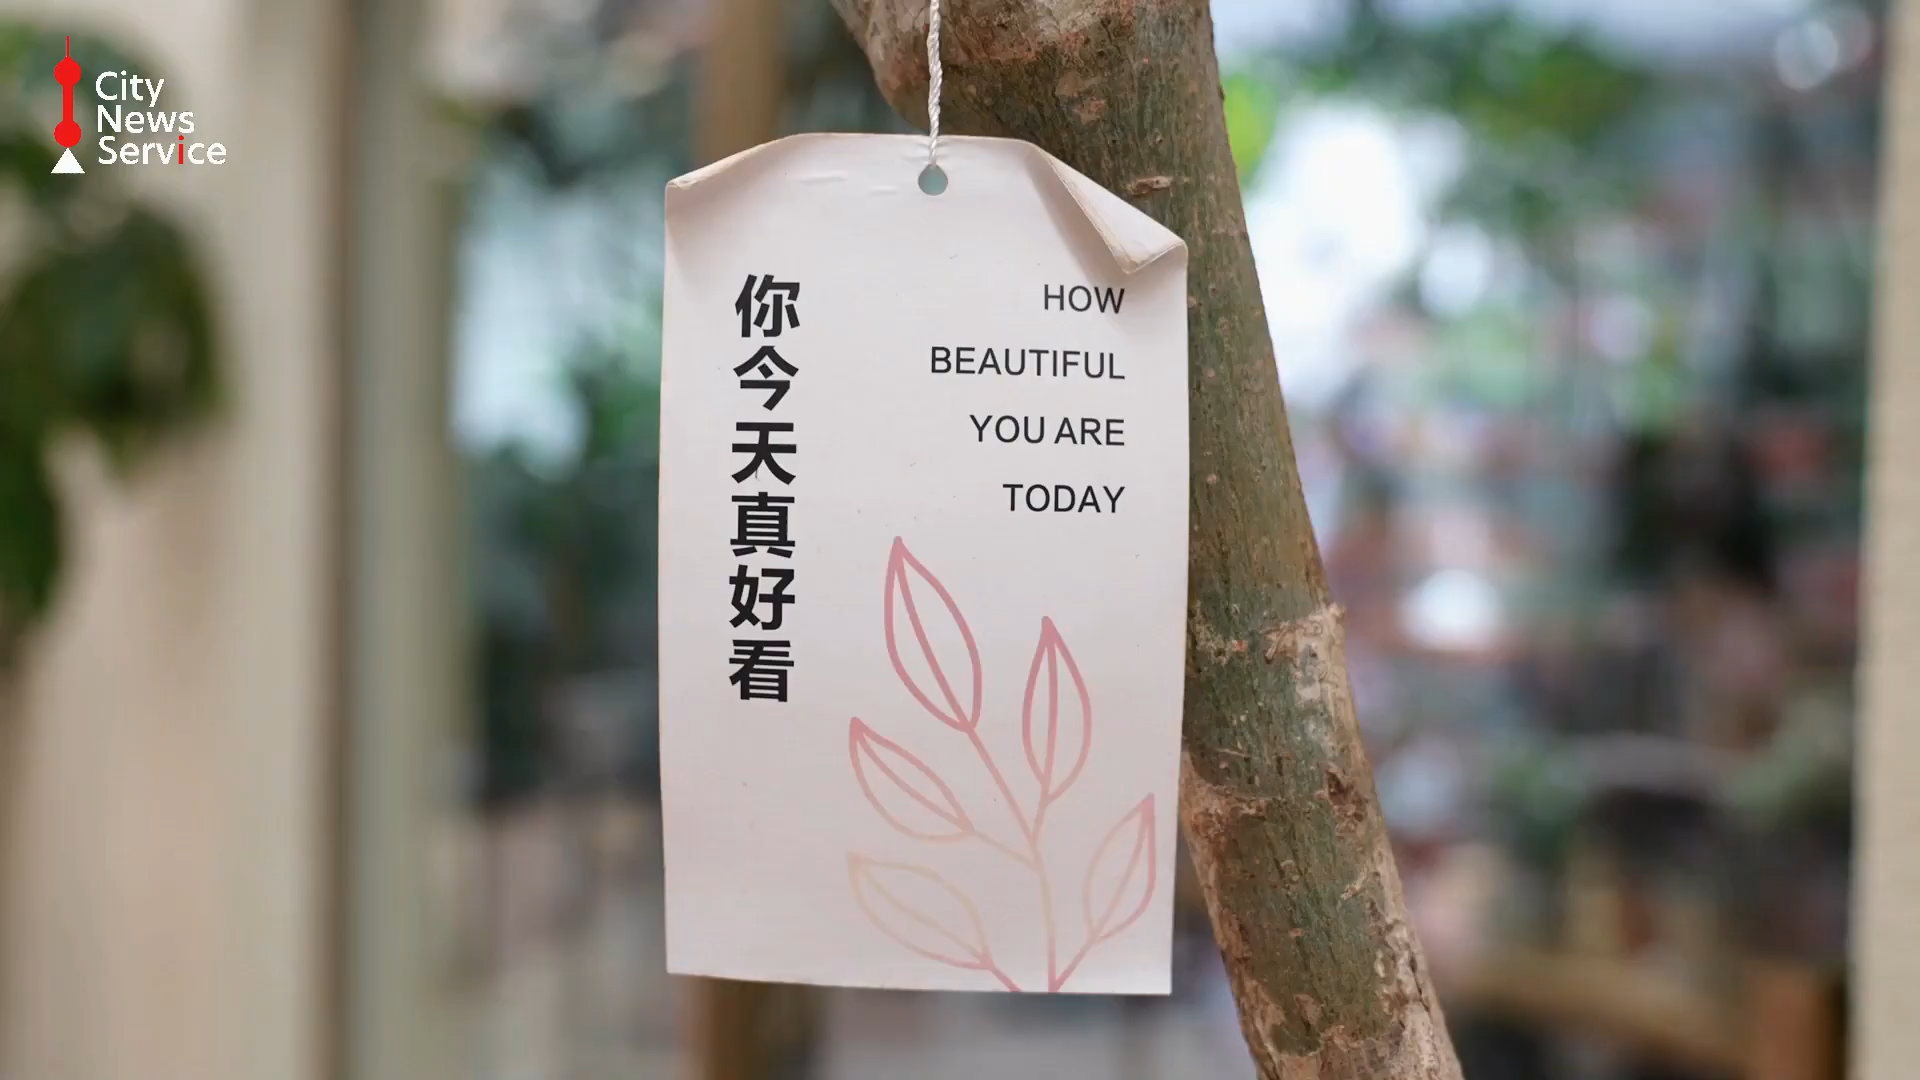 City
News
Service
你今天真好看
HOW
BEAUTIFUL
YOU ARE
TODAY